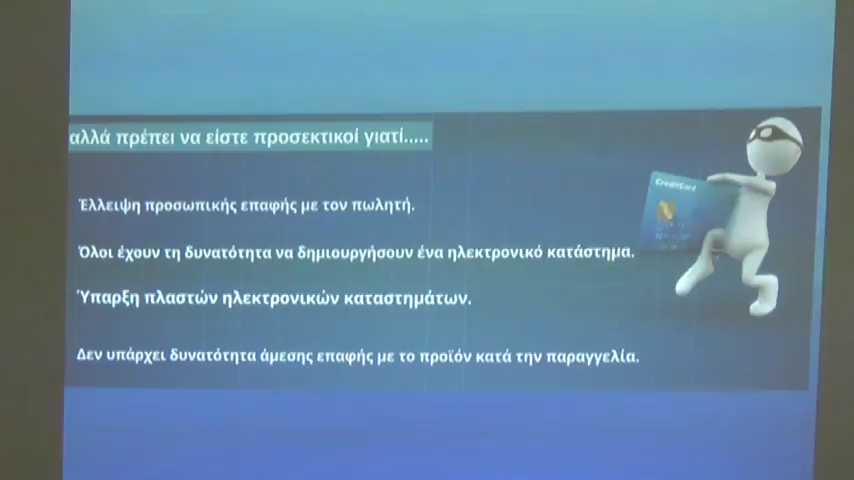 αλλά πρέπει να είστε προσεκτικοί γιατί.....
CreditCard
Έλλειψη προσωπικής επαφής με τον πωλητή.
Όλοι έχουν τη δυνατότητα να δημιουργήσουν ένα ηλεκτρονικό κατάστημα.
Ύπαρξη πλαστών ηλεκτρονικών καταστημάτων.
Δεν υπάρχει δυνατότητα άμεσης επαφής με το προϊόν κατά την παραγγελία.